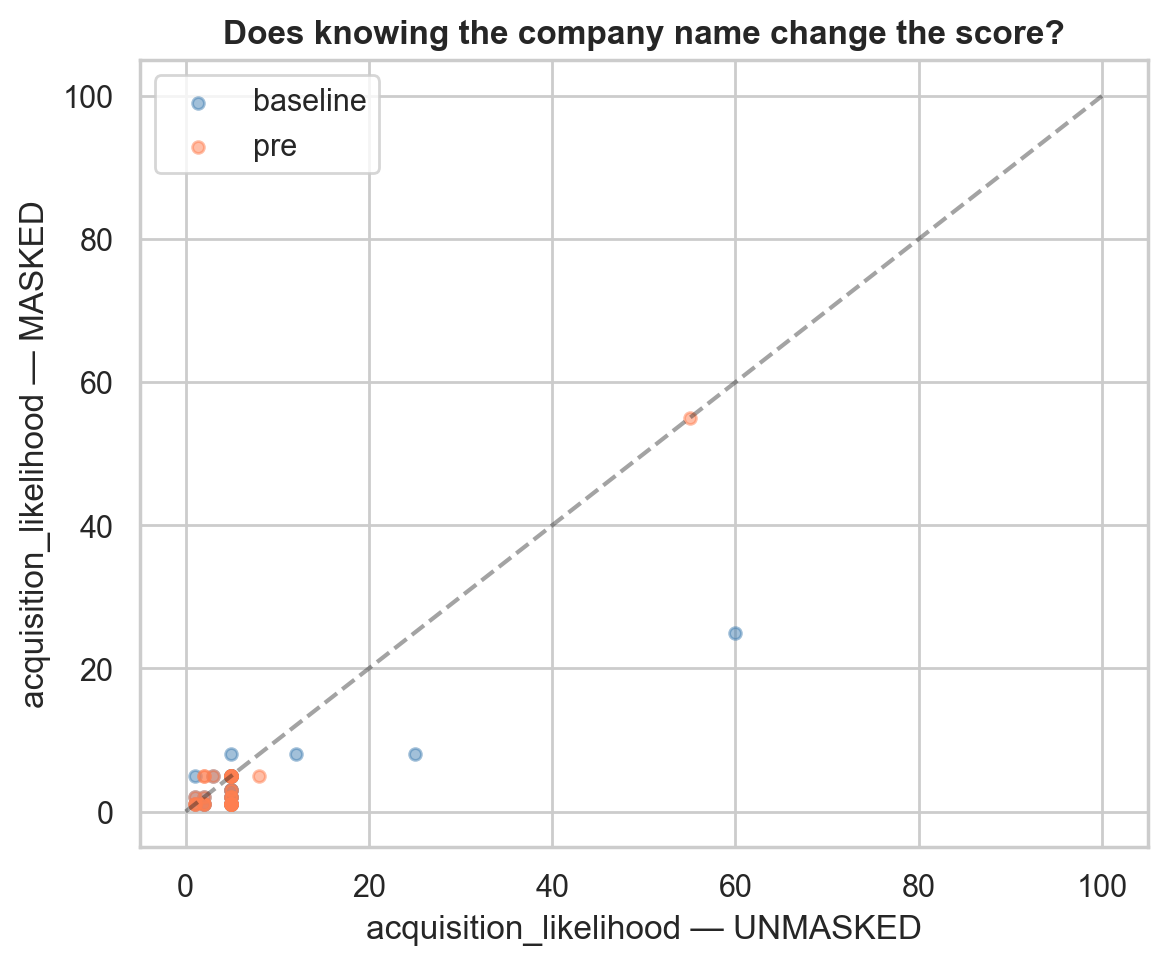 Does knowing the company name change the score?
baseline
pre
100
80
60
40
20
0
acquisition_likelihood — MASKED
0 20 40 60 80 100
acquisition_likelihood — UNMASKED